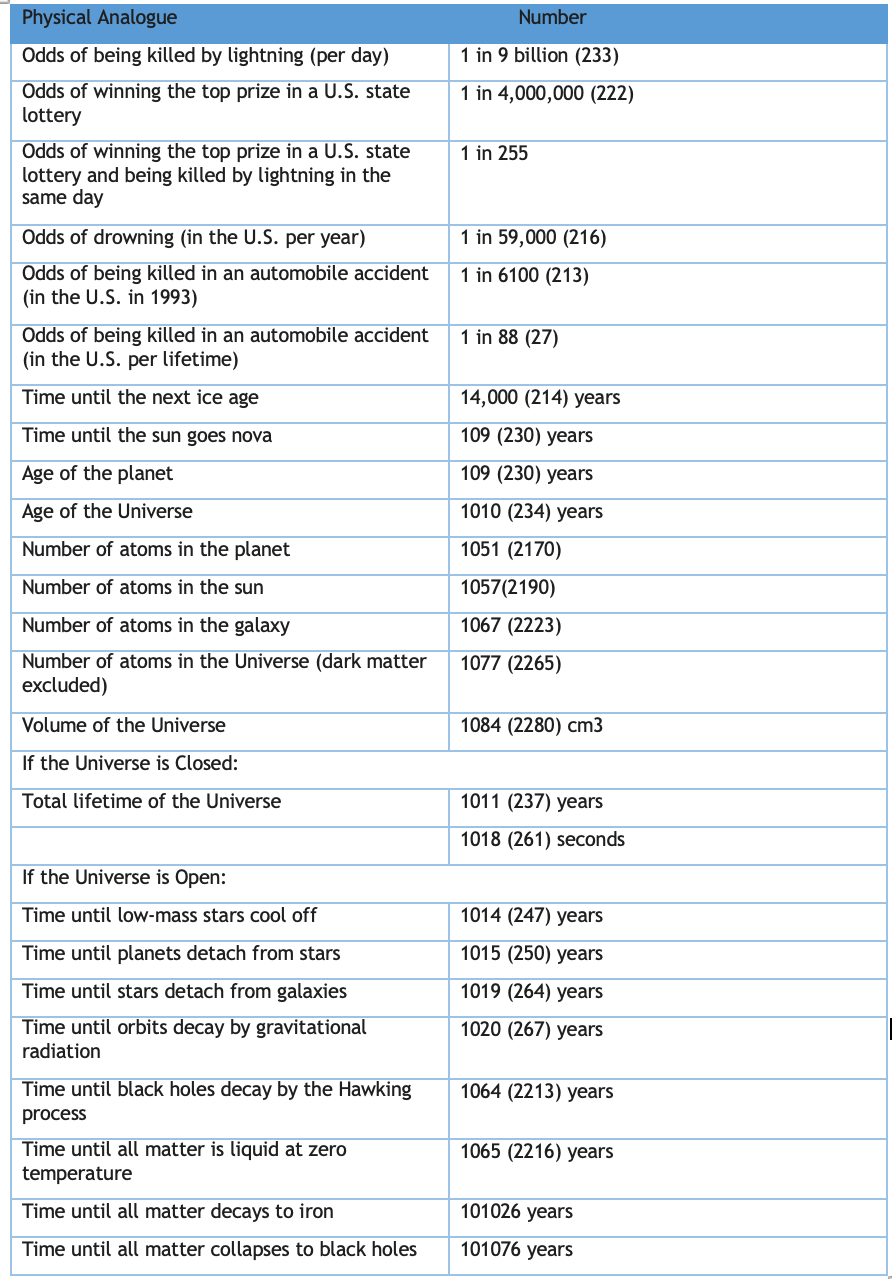 Physical Analogue Number
Odds of being killed by lightning (per day) 1 in 9 billion (233)
Odds of winning the top prize in a U.S. state 1 in 4,000,000 (222)
lottery
Odds of winning the top prize in a U.S. state 1 in 255
lottery and being killed by lightning in the
same day
Odds of drowning (in the U.S. per year) 1 in 59,000 (216)
Odds of being killed in an automobile accident 1 in 6100 (213)
(in the U.S. in 1993)
Odds of being killed in an automobile accident 1 in 88 (27)
(in the U.S. per lifetime)
Time until the next ice age 14,000 (214) years
Time until the sun goes nova 109 (230) years
Age of the planet 109 (230) years
Age of the Universe 1010 (234) years
Number of atoms in the planet 1051 (2170)
Number of atoms in the sun 1057(2190)
Number of atoms in the galaxy 1067 (2223)
Number of atoms in the Universe (dark matter 1077 (2265)
excluded)
Volume of the Universe 1084 (2280) cm3
If the Universe is Closed:
Total lifetime of the Universe 1011 (237) years
1018 (261) seconds
If the Universe is Open:
Time until low-mass stars cool off 1014 (247) years
Time until planets detach from stars 1015 (250) years
Time until stars detach from galaxies 1019 (264) years
Time until orbits decay by gravitational 1020 (267) years
radiation
Time until black holes decay by the Hawking 1064 (2213) years
process
Time until all matter is liquid at zero 1065 (2216) years
temperature
Time until all matter decays to iron 101026 years
Time until all matter collapses to black holes 101076 years